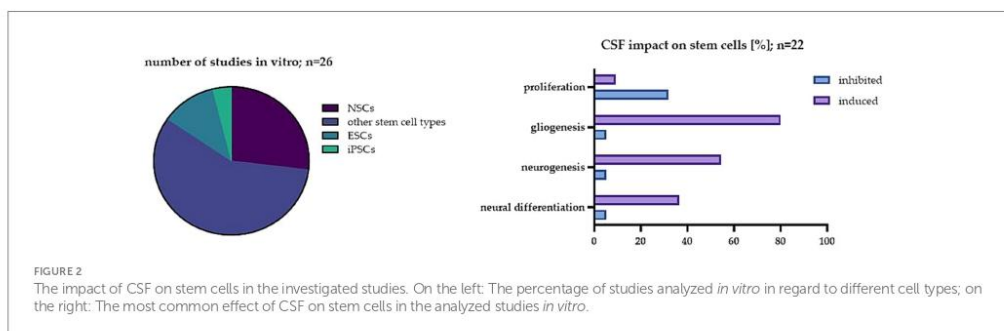 number of studies in vitro; n=26
NSCs
other stem cell types
ESCs
iPSCs
CSF impact on stem cells [%]; n=22
inhibited
induced
proliferation
gliogenesis
neurogenesis
neural differentiation
0 20 40 60 80 100
FIGURE 2
The impact of CSF on stem cells in the investigated studies. On the left: The percentage of studies analyzed in vitro in regard to different cell types; on
the right: The most common effect of CSF on stem cells in the analyzed studies in vitro.